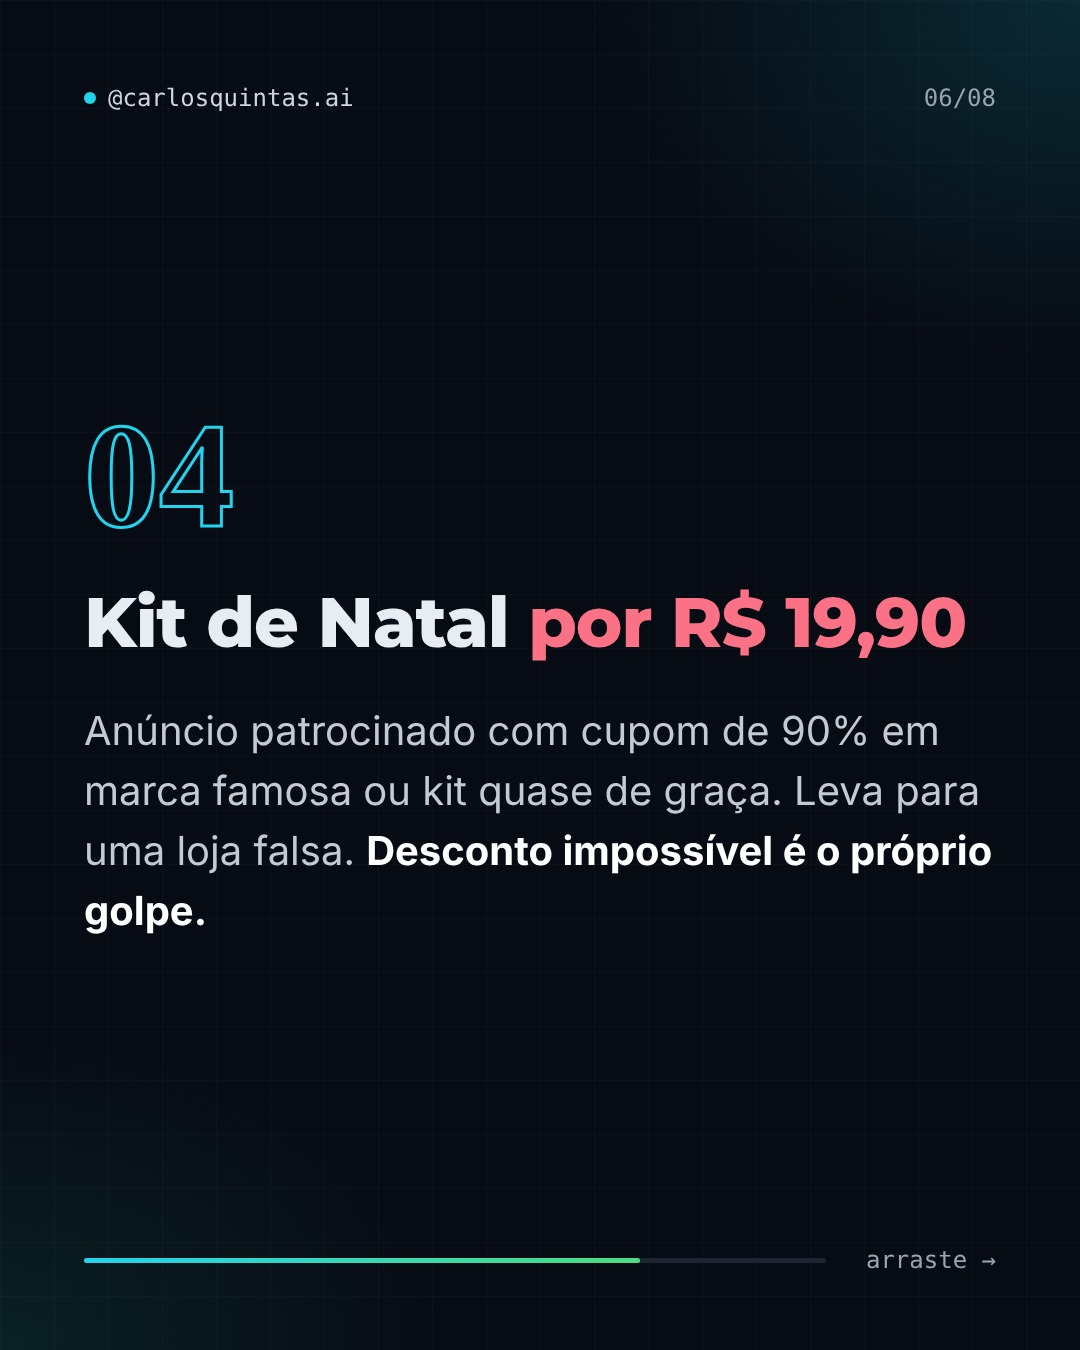 @carlosquintas.ai
06/08
04
Kit de Natal por R$ 19,90
Anúncio patrocinado com cupom de 90% em
marca famosa ou kit quase de graça. Leva para
uma loja falsa. Desconto impossível é o próprio
golpe.
arraste →